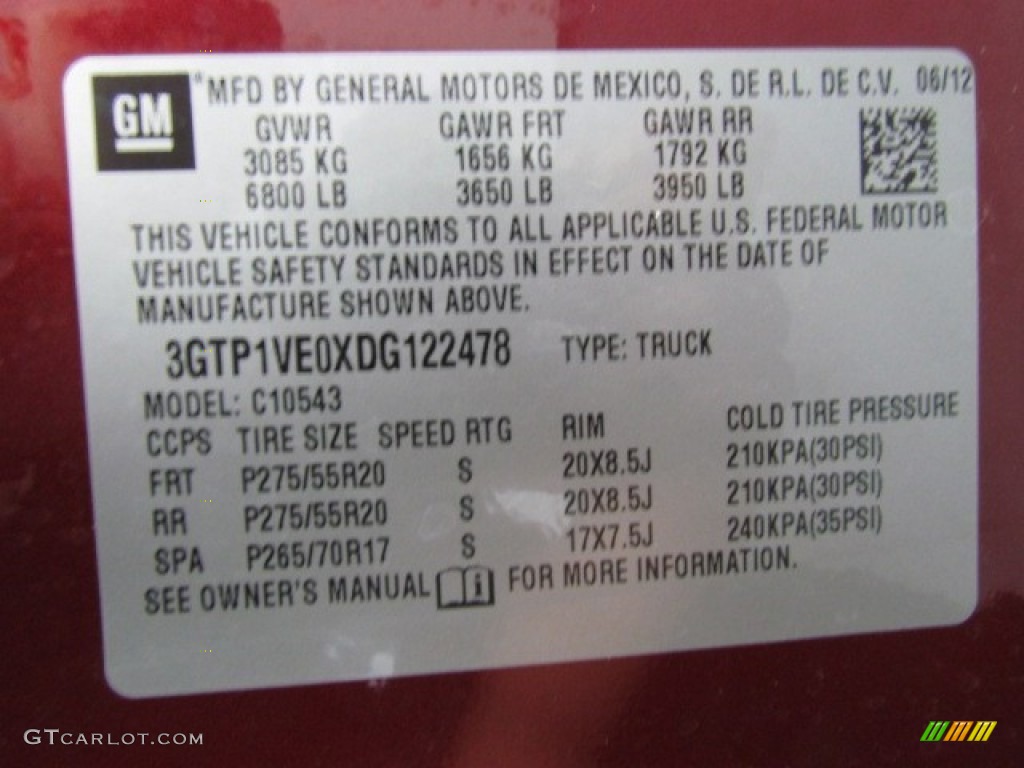 GM
*MFD BY GENERAL MOTORS DE MEXICO, S. DE R.L. DE C.V. 06/12
GVWR GAWR FRT GAWR RR
3085 KG 1656 KG 1792 KG
6800 LB 3650 LB 3950 LB
THIS VEHICLE CONFORMS TO ALL APPLICABLE U.S. FEDERAL MOTOR
VEHICLE SAFETY STANDARDS IN EFFECT ON THE DATE OF
MANUFACTURE SHOWN ABOVE.
3GTP1VE0XDG122478 TYPE: TRUCK
MODEL: C10543
CCPS TIRE SIZE SPEED RTG RIM COLD TIRE PRESSURE
FRT P275/55R20 S 20X8.5J 210KPA(30PSI)
RR P275/55R20 S 20X8.5J 210KPA(30PSI)
SPA P265/70R17 S 17X7.5J 240KPA(35PSI)
SEE OWNER'S MANUAL i FOR MORE INFORMATION.
GTCARLOT.COM